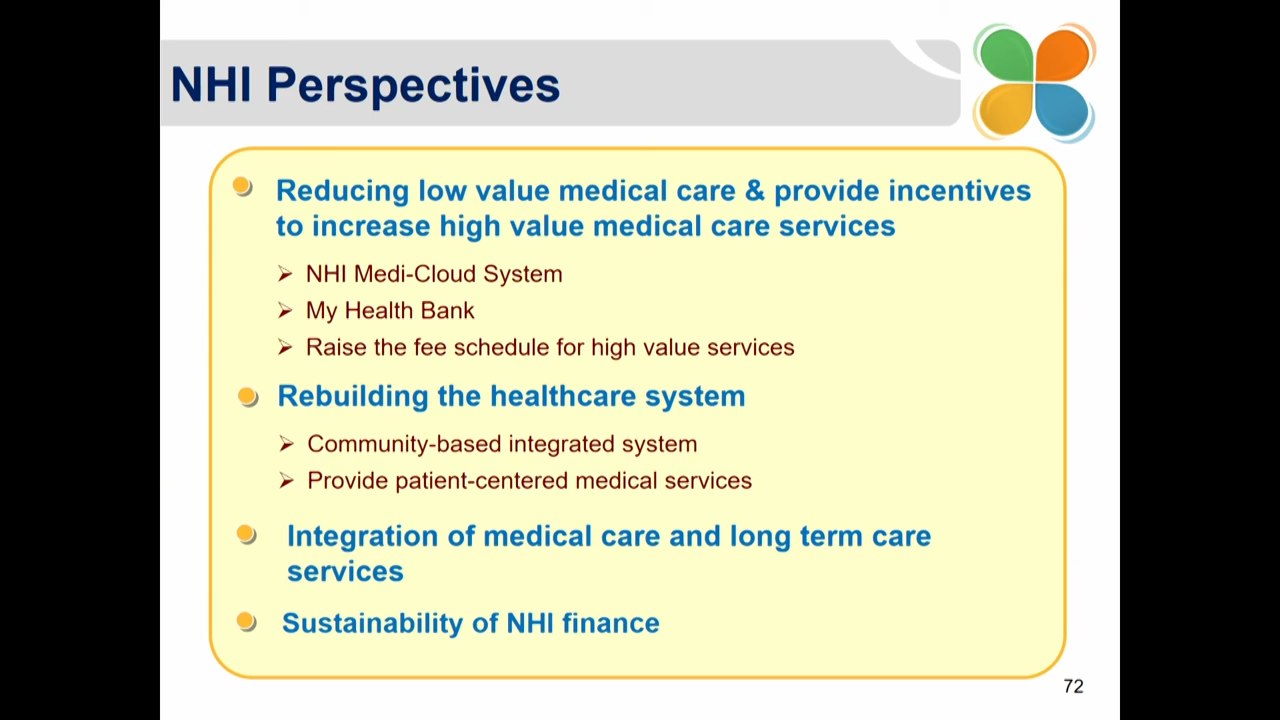 NHI Perspectives
Reducing low value medical care & provide incentives
to increase high value medical care services
NHI Medi-Cloud System
My Health Bank
Raise the fee schedule for high value services
Rebuilding the healthcare system
Community-based integrated system
Provide patient-centered medical services
Integration of medical care and long term care
services
Sustainability of NHI finance
72